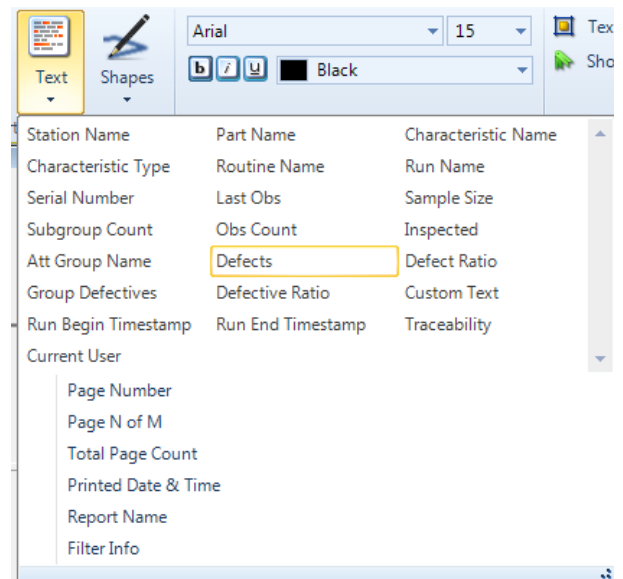 Arial 15 Tex
Text Shapes b i u Black Sho
Station Name Part Name Characteristic Name
Characteristic Type Routine Name Run Name
Serial Number Last Obs Sample Size
Subgroup Count Obs Count Inspected
Att Group Name Defects Defect Ratio
Group Defectives Defective Ratio Custom Text
Run Begin Timestamp Run End Timestamp Traceability
Current User
Page Number
Page N of M
Total Page Count
Printed Date & Time
Report Name
Filter Info